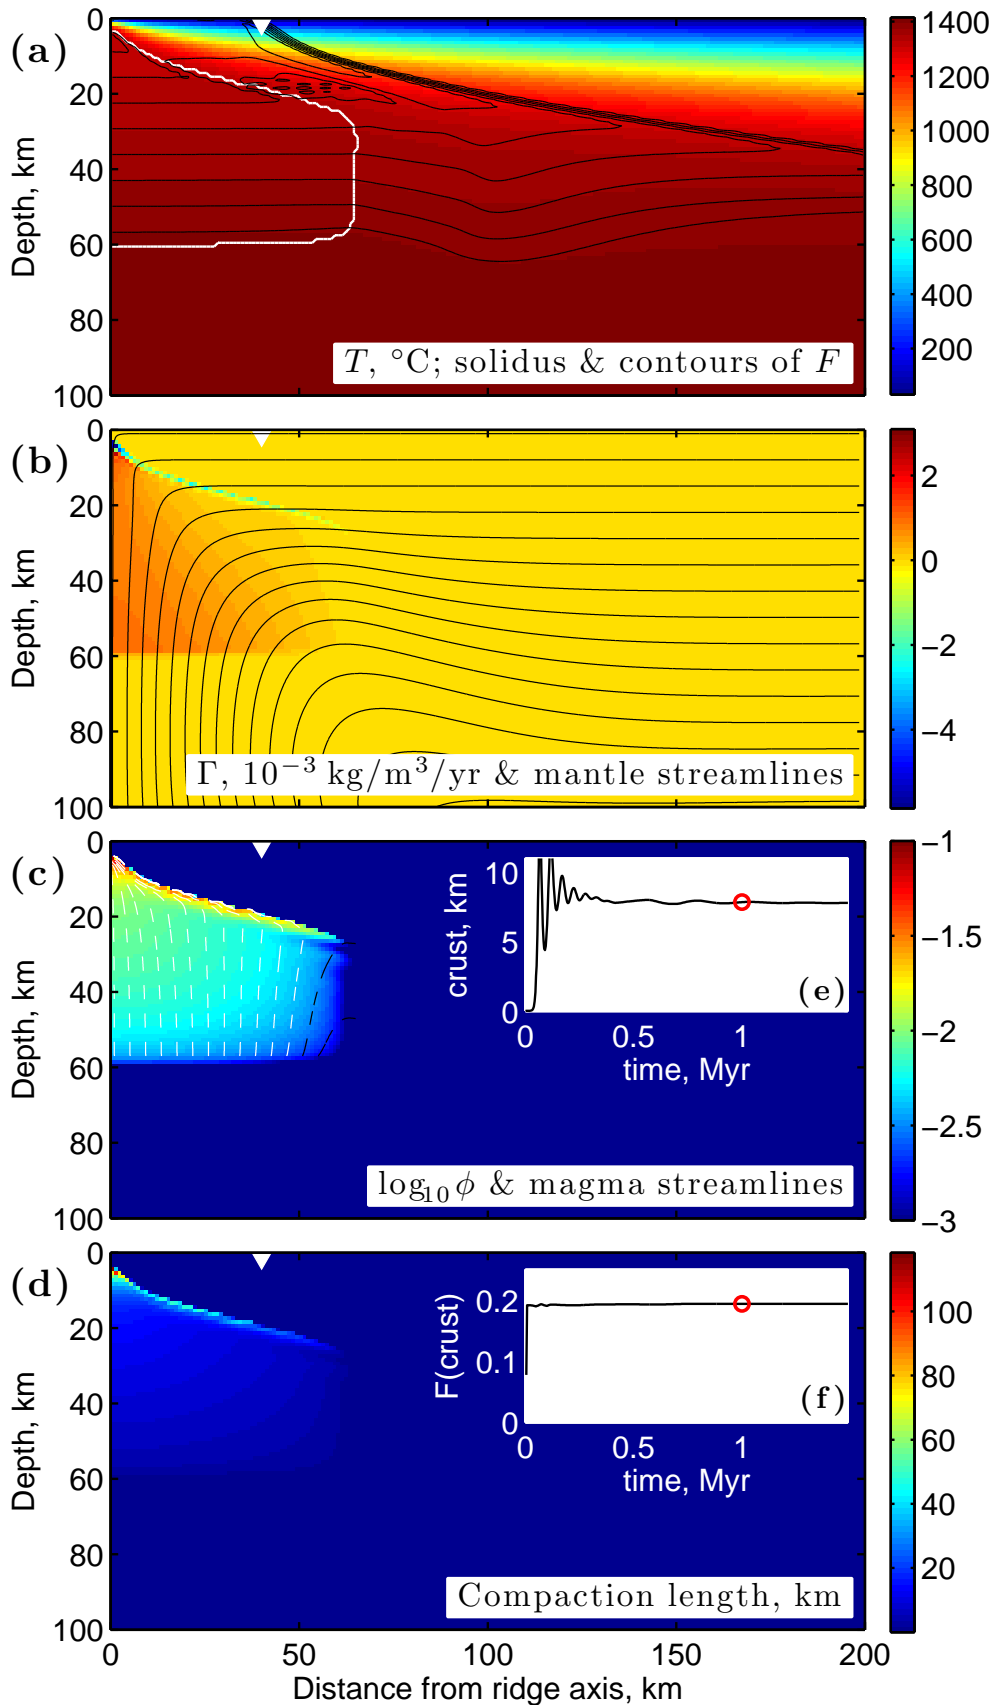 (a)
0
20
40
60
80
100
Depth, km
T, °C; solidus & contours of F
1400
1200
1000
800
600
400
200
(b)
0
20
40
60
80
100
Depth, km
Γ, 10⁻³ kg/m³/yr & mantle streamlines
2
0
−2
−4
(c)
0
20
40
60
80
100
Depth, km
log₁₀ϕ & magma streamlines
10
5
0
crust, km
(e)
0 0.5 1
time, Myr
−1
−1.5
−2
−2.5
−3
(d)
0
20
40
60
80
100
Depth, km
0.2
0.1
0
F(crust)
(f)
0 0.5 1
time, Myr
Compaction length, km
100
80
60
40
20
0 50 100 150 200
Distance from ridge axis, km